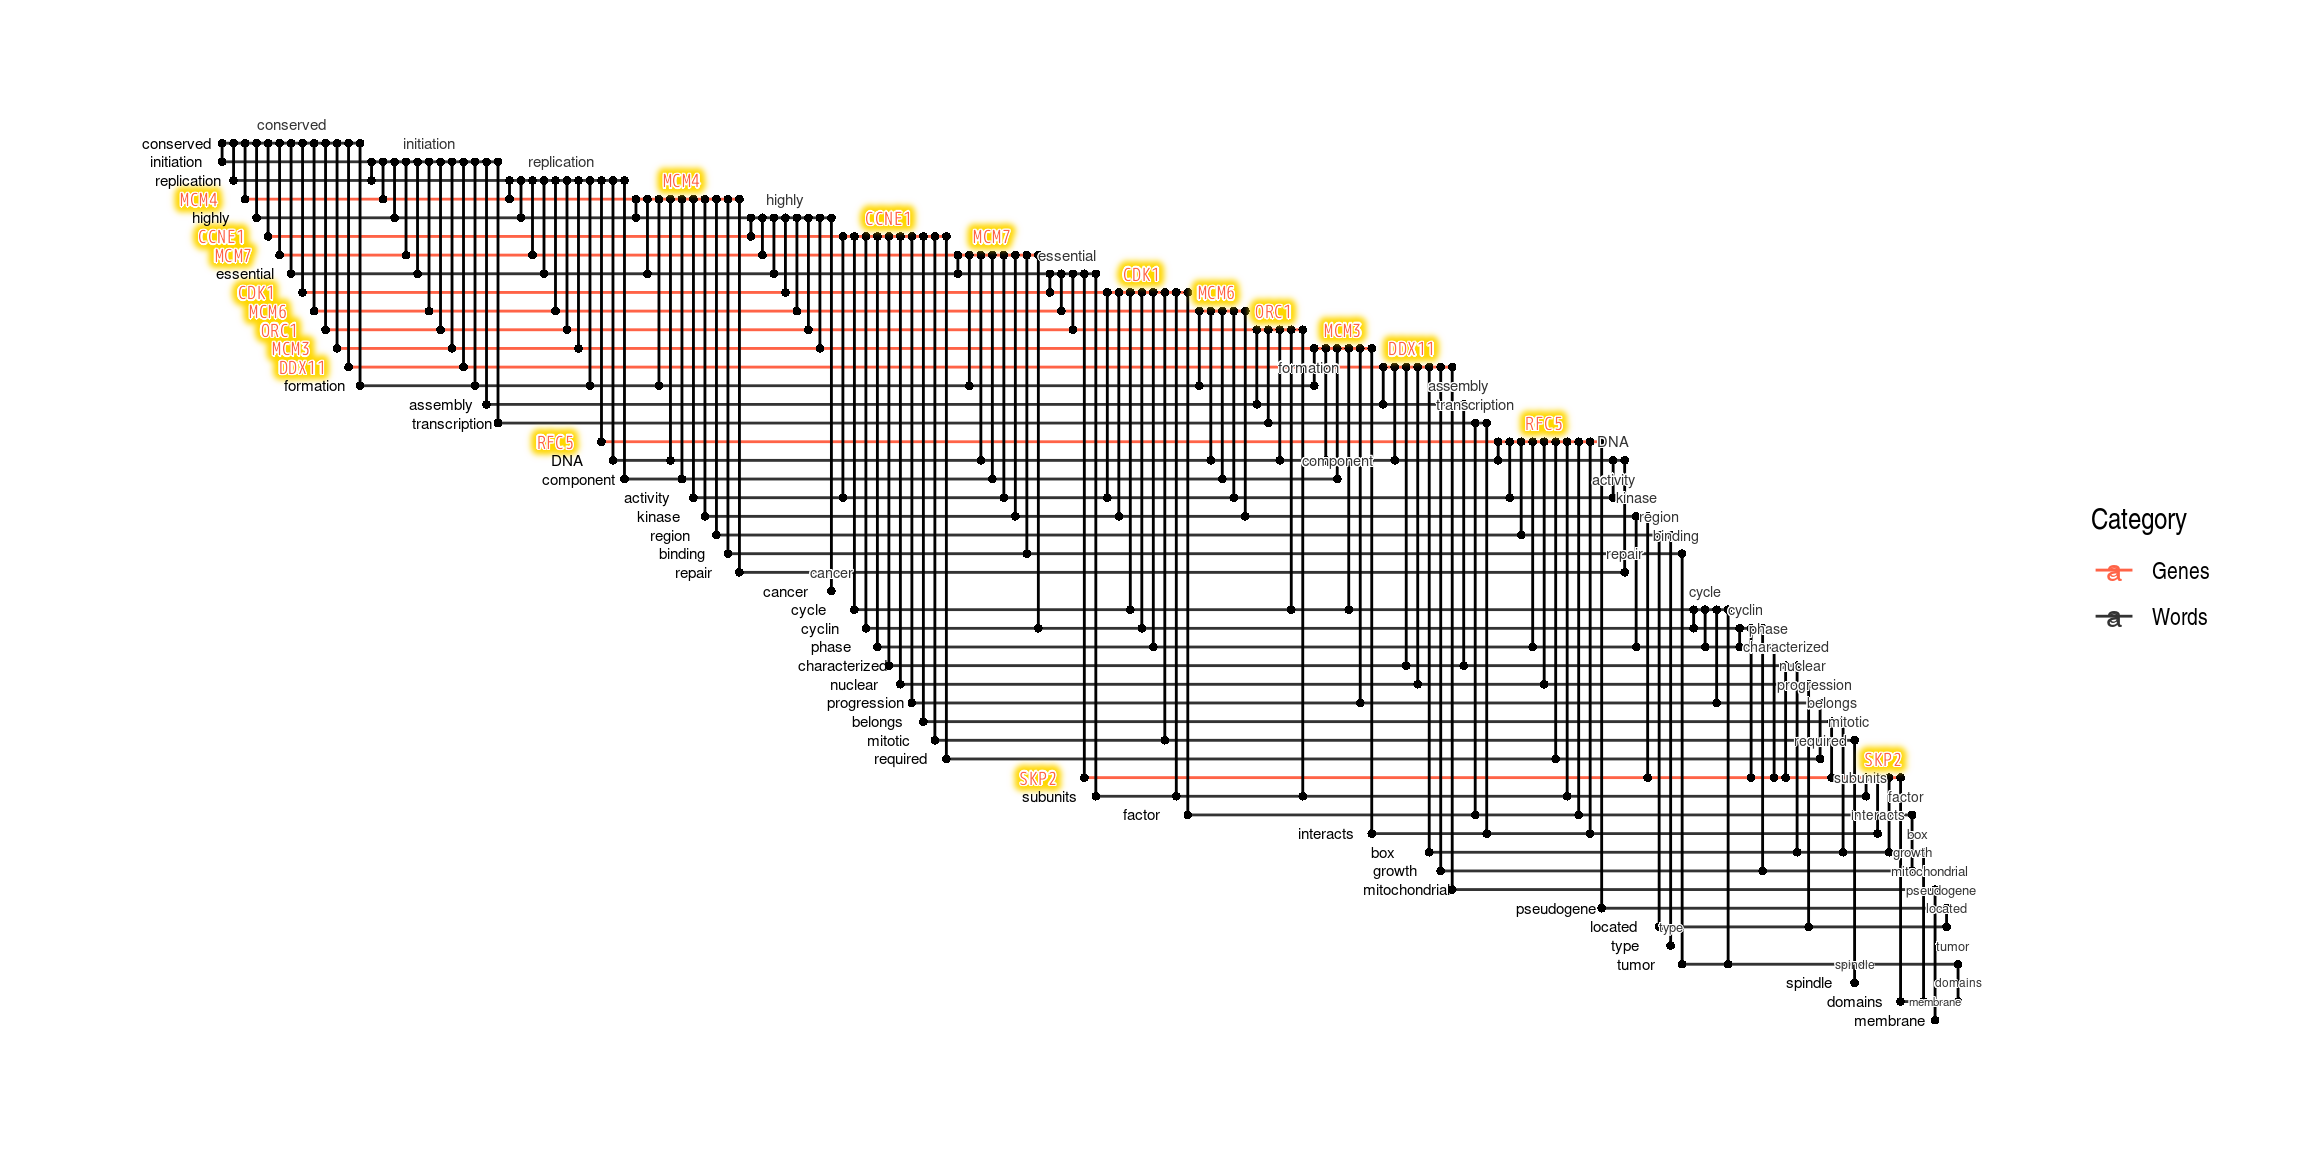 conserved
conserved
initiation
initiation
replication
replication
MCM4
MCM4
highly
highly
CCNE1
CCNE1
MCM7
MCM7
essential
essential
CDK1
CDK1
MCM6
MCM6
ORC1
ORC1
MCM3
MCM3
DDX11
DDX11
formation
formation
assembly
assembly
transcription
transcription
RFC5
RFC5
DNA
DNA
component
component
activity
activity
kinase
kinase
region
region
binding
binding
repair
repair
cancer
cancer
cycle
cycle
cyclin
cyclin
phase
phase
characterized
characterized
nuclear
nuclear
progression
progression
belongs
belongs
mitotic
mitotic
required
required
SKP2
SKP2
subunits
subunits
factor
factor
interacts
interacts
box
box
growth
growth
mitochondrial
mitochondrial
pseudogene
pseudogene
located
located
type
type
tumor
tumor
spindle
spindle
domains
domains
membrane
membrane
Category
a Genes
a Words